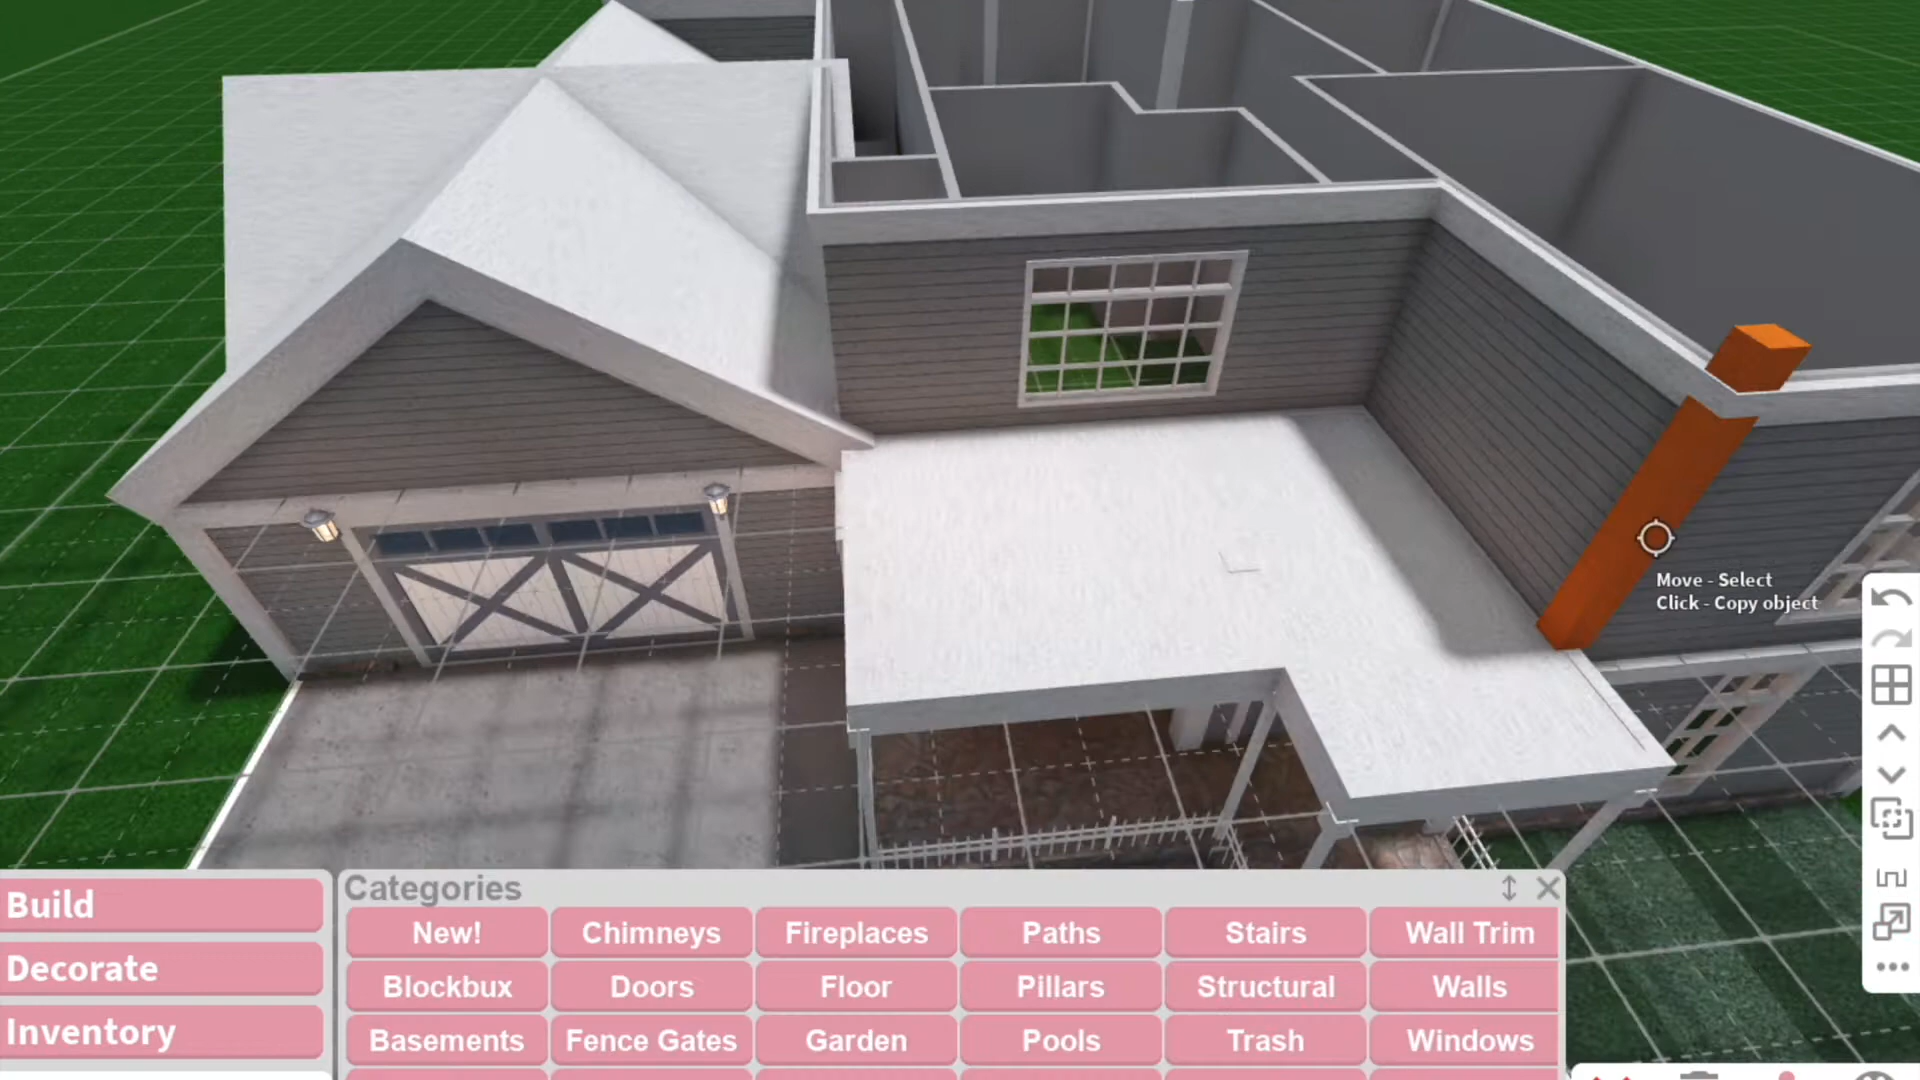 Move - Select
Click - Copy object
Build
Decorate
Inventory
Categories
New!
Chimneys
Fireplaces
Paths
Stairs
Wall Trim
Blockbux
Doors
Floor
Pillars
Structural
Walls
Basements
Fence Gates
Garden
Pools
Trash
Windows